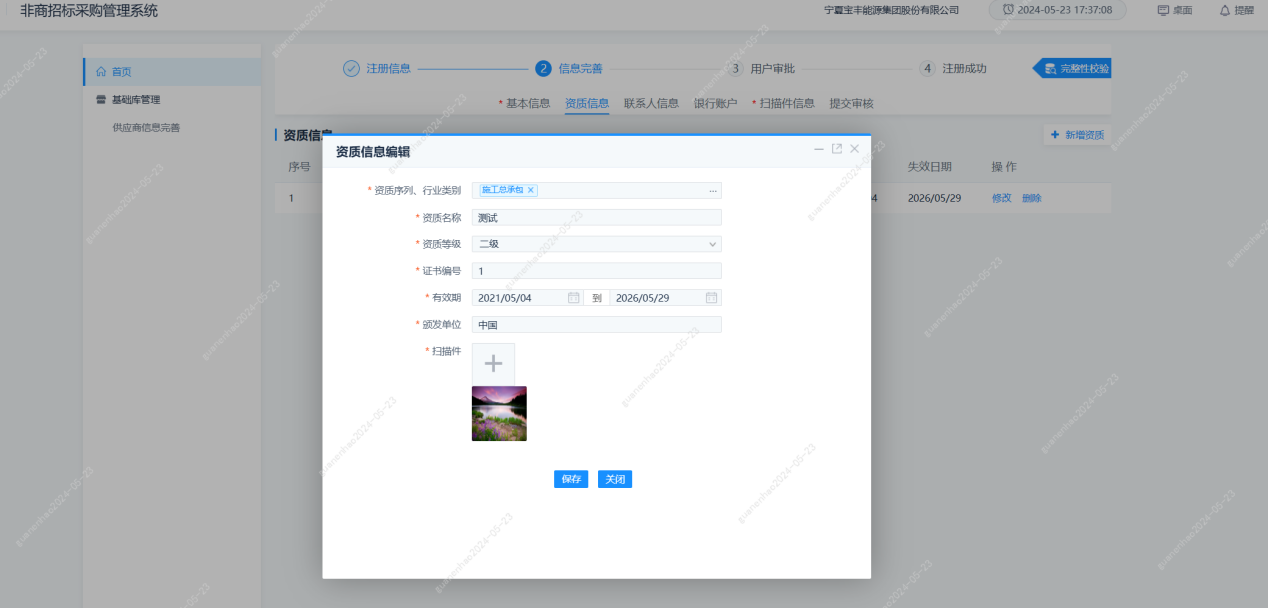 非商招标采购管理系统
宁夏宝丰能源集团股份有限公司
2024-05-23 17:37:08
桌面
提醒
首页
基础库管理
供应商信息完善
注册信息
2 信息完善
3 用户审批
4 注册成功
完整性校验
* 基本信息 资质信息 联系人信息 银行账户 * 扫描件信息 提交审核
资质信息
+ 新增资质
序号 失效日期 操作
1 4 2026/05/29 修改 删除
资质信息编辑
* 资质序列、行业类别 施工总承包 × ...
* 资质名称 测试
* 资质等级 二级
* 证书编号 1
* 有效期 2021/05/04 到 2026/05/29
* 颁发单位 中国
* 扫描件
保存 关闭
guanenhao2024-05-23